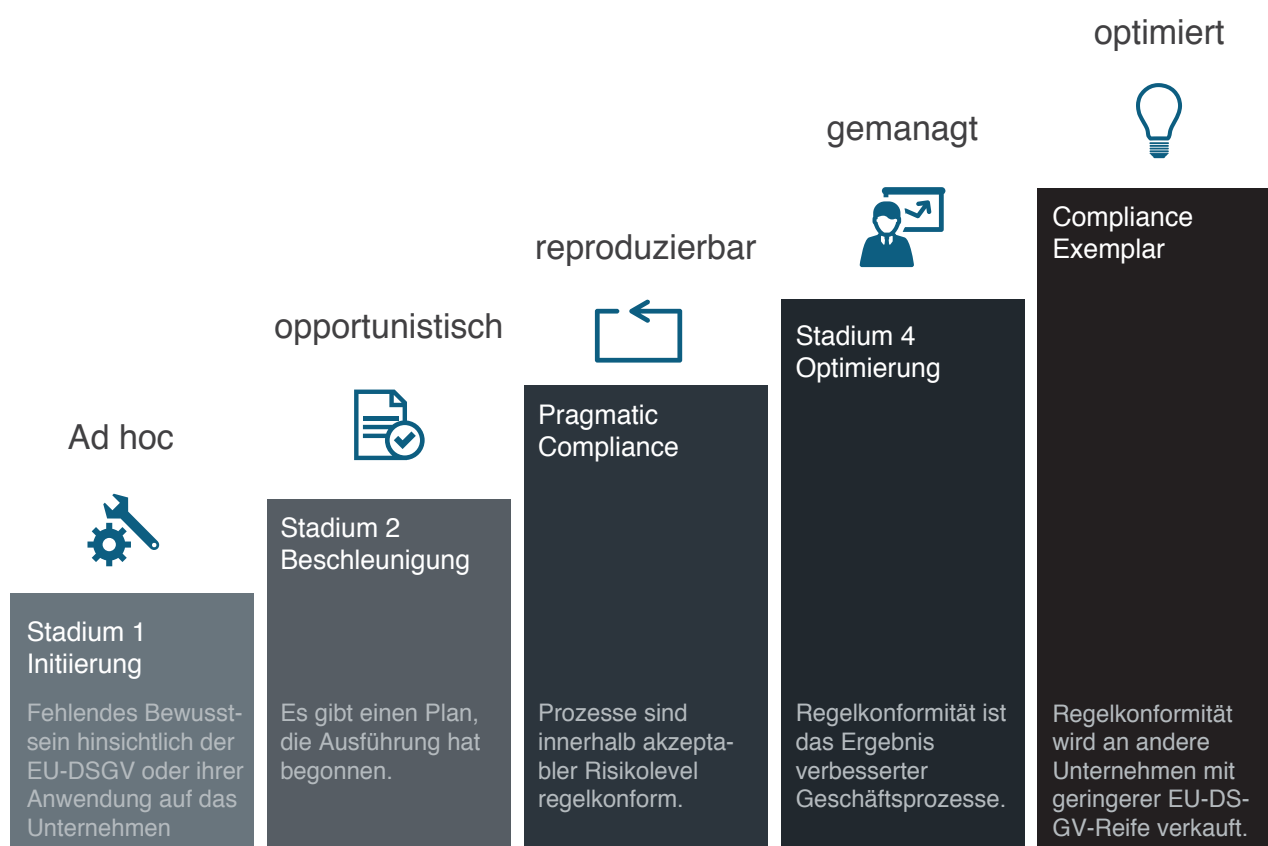 Ad hoc
Stadium 1
Initiierung
Fehlendes Bewusst-
sein hinsichtlich der
EU-DSGV oder ihrer
Anwendung auf das
Unternehmen
opportunistisch
Stadium 2
Beschleunigung
Es gibt einen Plan,
die Ausführung hat
begonnen.
reproduzierbar
Pragmatic
Compliance
Prozesse sind
innerhalb akzepta-
bler Risikolevel
regelkonform.
gemanagt
Stadium 4
Optimierung
Regelkonformität ist
das Ergebnis
verbesserter
Geschäftsprozesse.
optimiert
Compliance
Exemplar
Regelkonformität
wird an andere
Unternehmen mit
geringerer EU-DS-
GV-Reife verkauft.